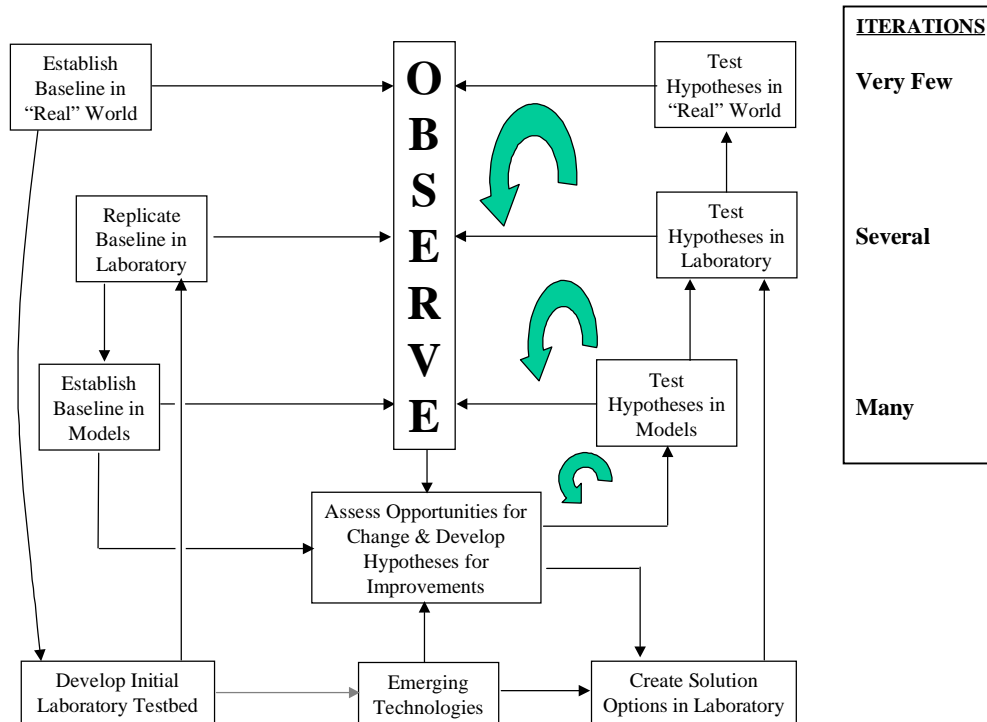 Establish
Baseline in
“Real” World
O
B
S
E
R
V
E
Test
Hypotheses in
“Real” World
ITERATIONS
Very Few
Replicate
Baseline in
Laboratory
Test
Hypotheses in
Laboratory
Several
Establish
Baseline in
Models
Test
Hypotheses in
Models
Many
Assess Opportunities for
Change & Develop
Hypotheses for
Improvements
Develop Initial
Laboratory Testbed
Emerging
Technologies
Create Solution
Options in Laboratory